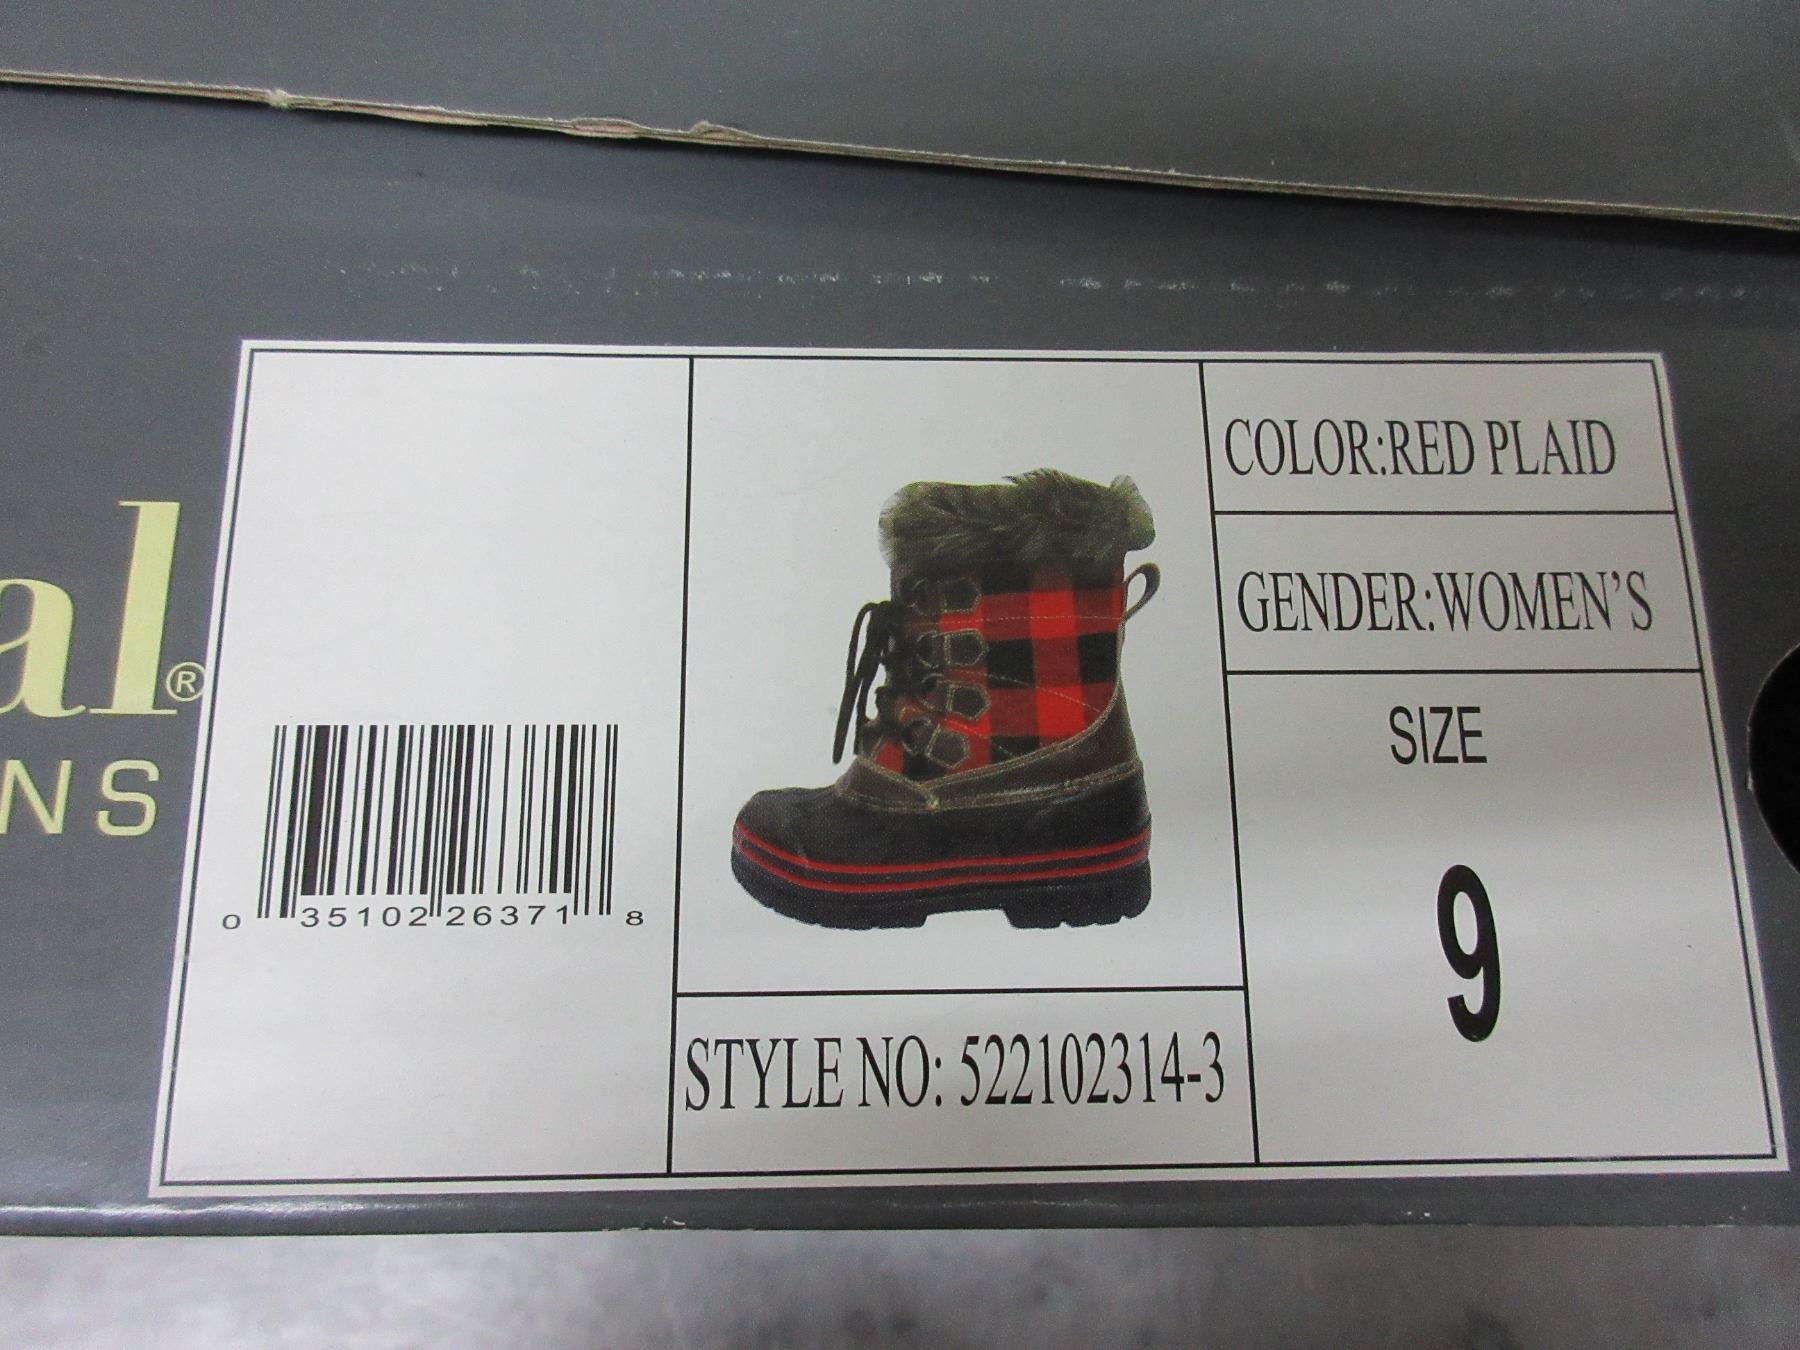 al®
NS
COLOR:RED PLAID
GENDER:WOMEN'S
SIZE
9
0 35102 26371 8
STYLE NO: 522102314-3